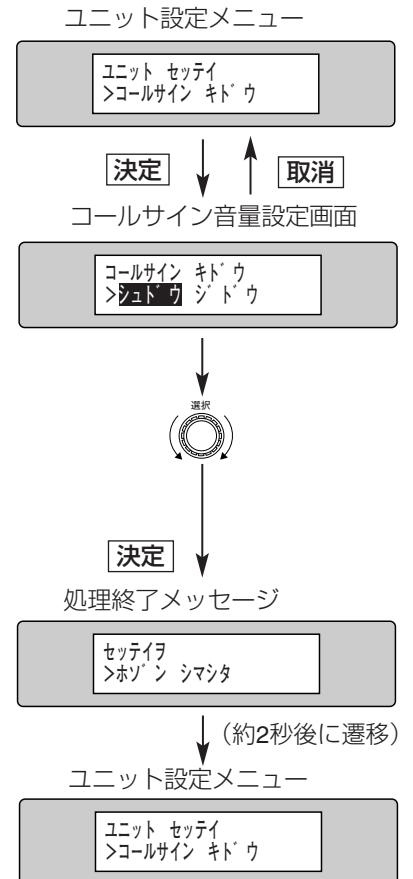 ユニット設定メニュー
ユニット セッテイ
>コールサイン キドウ
決定 取消
コールサイン音量設定画面
コールサイン キドウ
>シュドウ ジドウ
選択
決定
処理終了メッセージ
セッテイヲ
>ホゾン シマシタ
（約2秒後に遷移）
ユニット設定メニュー
ユニット セッテイ
>コールサイン キドウ